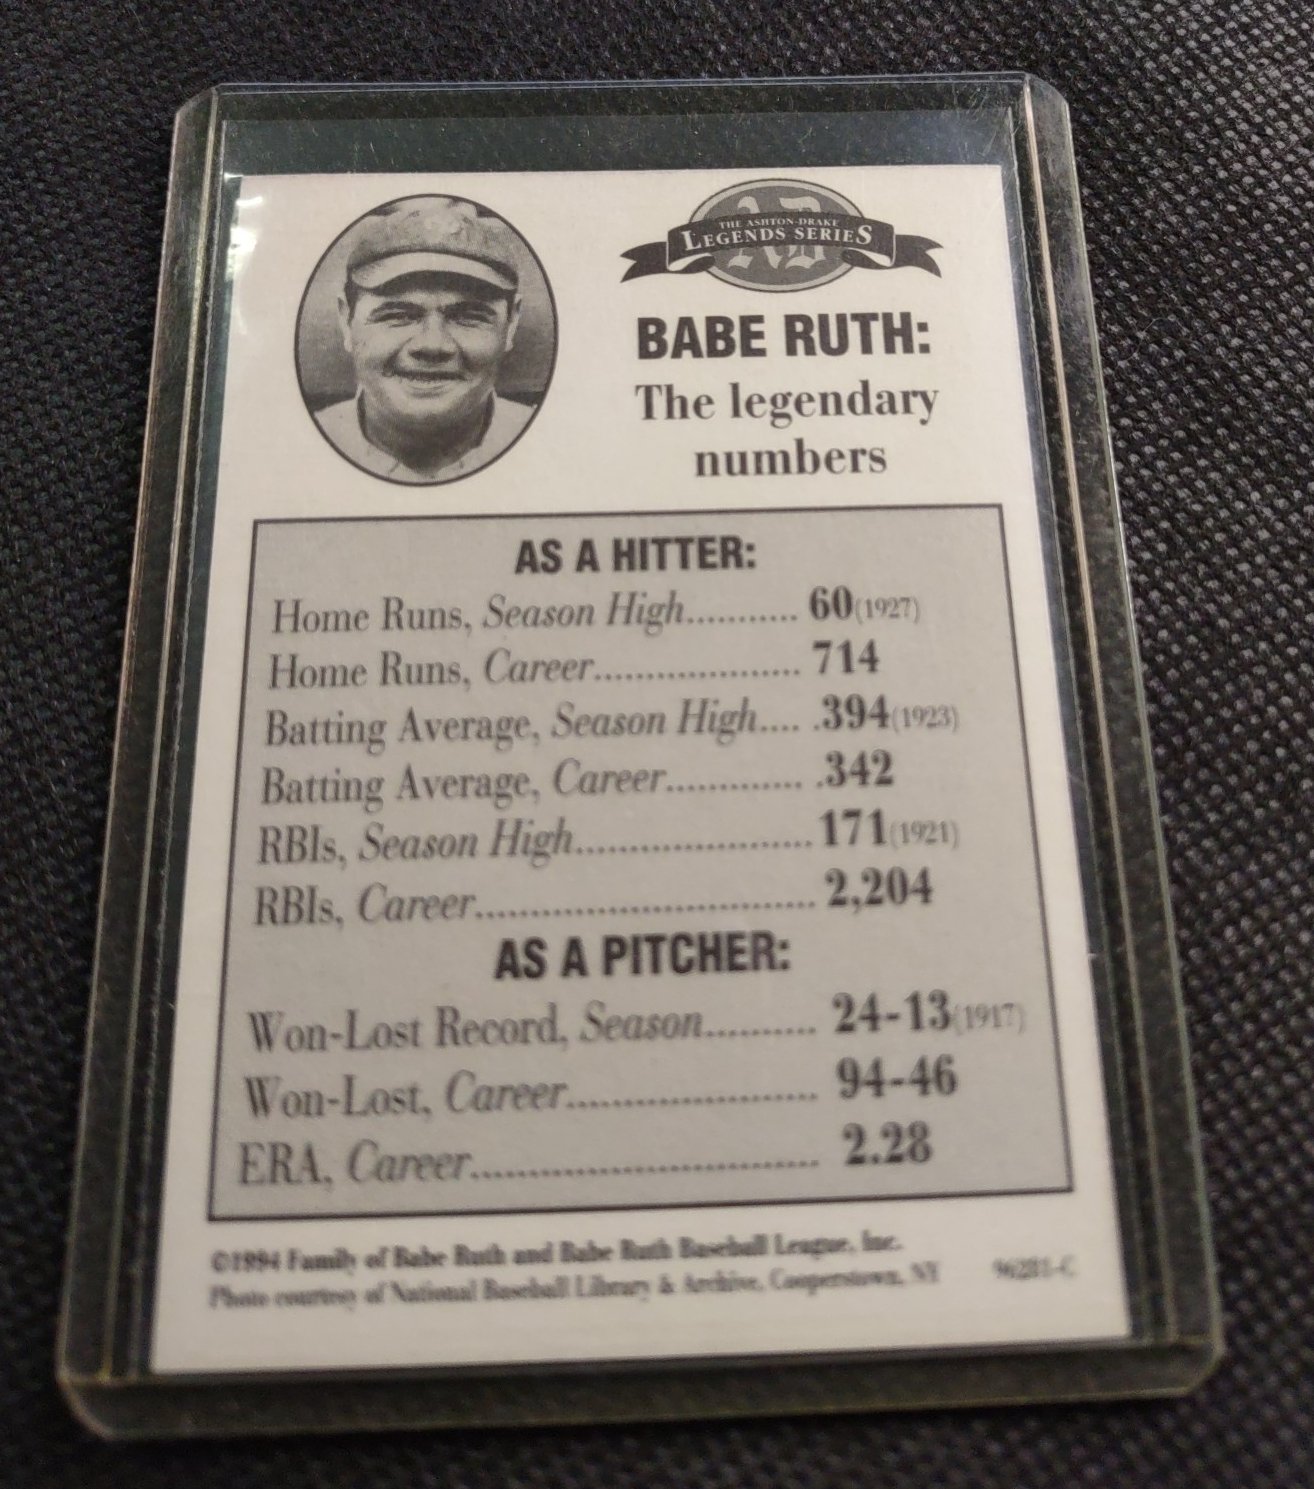 THE ASHTON-DRAKE
LEGENDS SERIES
BABE RUTH:
The legendary
numbers
AS A HITTER:
Home Runs, Season High........... 60(1927)
Home Runs, Career.................... 714
Batting Average, Season High.... .394(1923)
Batting Average, Career............. .342
RBIs, Season High....................... 171(1921)
RBIs, Career................................. 2,204
AS A PITCHER:
Won-Lost Record, Season.......... 24-13(1917)
Won-Lost, Career........................ 94-46
ERA, Career................................. 2.28
©1994 Family of Babe Ruth and Babe Ruth Baseball League, Inc.
Photo courtesy of National Baseball Library & Archive, Cooperstown, NY
96281-C